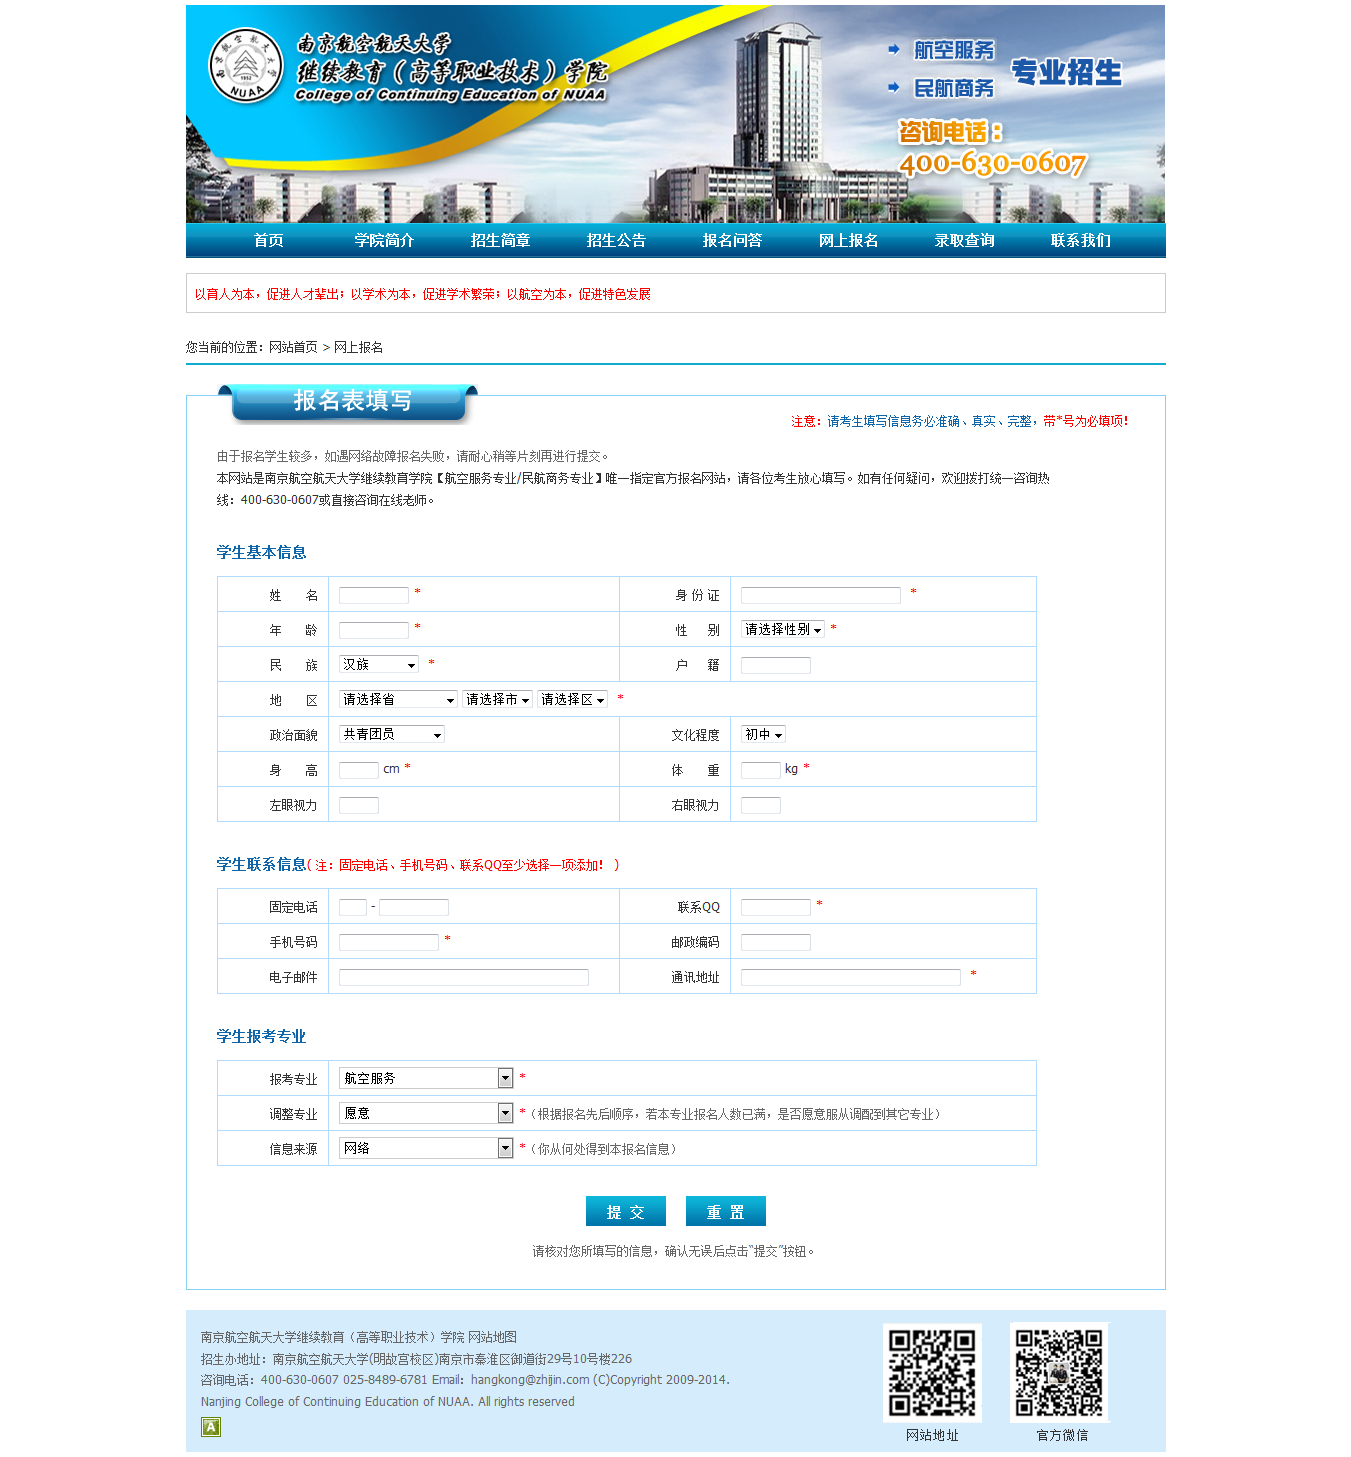 南京航空航天大学
继续教育（高等职业技术）学院
College of Continuing Education of NUAA
南京航空航天大学
1952
NUAA
航空服务
民航商务
专业招生
咨询电话：
400-630-0607
首页 学院简介 招生简章 招生公告 报名问答 网上报名 录取查询 联系我们
以育人为本，促进人才辈出；以学术为本，促进学术繁荣；以航空为本，促进特色发展
您当前的位置：网站首页 > 网上报名
报名表填写
注意：请考生填写信息务必准确、真实、完整，带*号为必填项！
由于报名学生较多，如遇网络故障报名失败，请耐心稍等片刻再进行提交。
本网站是南京航空航天大学继续教育学院【航空服务专业/民航商务专业】唯一指定官方报名网站，请各位考生放心填写。如有任何疑问，欢迎拨打统一咨询热
线：400-630-0607或直接咨询在线老师。
学生基本信息
姓 名 * 身 份 证 *
年 龄 * 性 别 请选择性别 *
民 族 汉族 * 户 籍
地 区 请选择省 请选择市 请选择区 *
政治面貌 共青团员 文化程度 初中
身 高 cm * 体 重 kg *
左眼视力 右眼视力
学生联系信息( 注：固定电话、手机号码、联系QQ至少选择一项添加！ )
固定电话 - 联系QQ *
手机号码 * 邮政编码
电子邮件 通讯地址 *
学生报考专业
报考专业 航空服务 *
调整专业 愿意 *（根据报名先后顺序，若本专业报名人数已满，是否愿意服从调配到其它专业）
信息来源 网络 *（你从何处得到本报名信息）
提 交 重 置
请核对您所填写的信息，确认无误后点击“提交”按钮。
南京航空航天大学继续教育（高等职业技术）学院 网站地图
招生办地址：南京航空航天大学(明故宫校区)南京市秦淮区御道街29号10号楼226
咨询电话：400-630-0607 025-8489-6781 Email：hangkong@zhijin.com (C)Copyright 2009-2014.
Nanjing College of Continuing Education of NUAA. All rights reserved
A
网站地址 官方微信